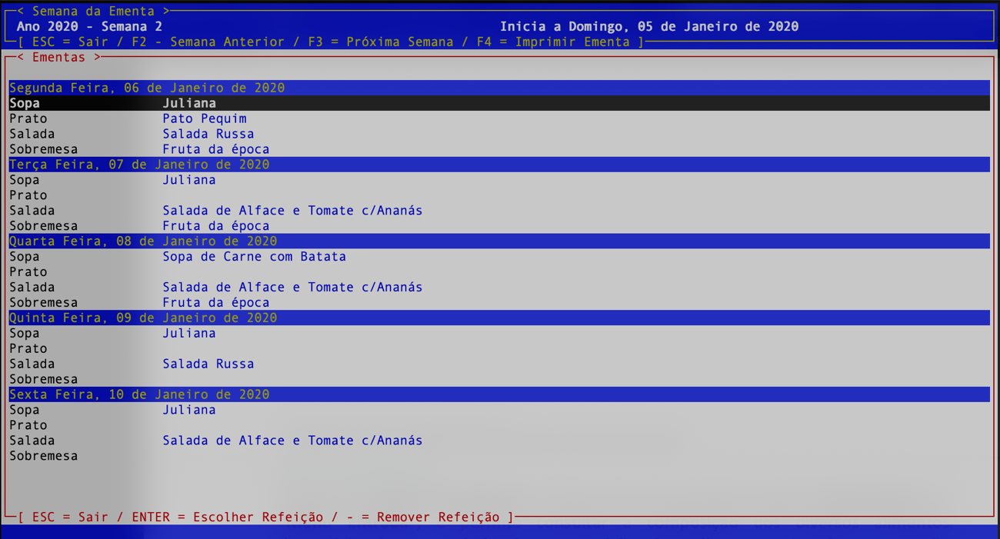 < Semana da Ementa >
Ano 2020 - Semana 2 Inicia a Domingo, 05 de Janeiro de 2020
[ ESC = Sair / F2 - Semana Anterior / F3 = Próxima Semana / F4 = Imprimir Ementa ]
< Ementas >
Segunda Feira, 06 de Janeiro de 2020
Sopa Juliana
Prato Pato Pequim
Salada Salada Russa
Sobremesa Fruta da época
Terça Feira, 07 de Janeiro de 2020
Sopa Juliana
Prato
Salada Salada de Alface e Tomate c/Ananás
Sobremesa Fruta da época
Quarta Feira, 08 de Janeiro de 2020
Sopa Sopa de Carne com Batata
Prato
Salada Salada de Alface e Tomate c/Ananás
Sobremesa Fruta da época
Quinta Feira, 09 de Janeiro de 2020
Sopa Juliana
Prato
Salada Salada Russa
Sobremesa
Sexta Feira, 10 de Janeiro de 2020
Sopa Juliana
Prato
Salada Salada de Alface e Tomate c/Ananás
Sobremesa
[ ESC = Sair / ENTER = Escolher Refeição / - = Remover Refeição ]